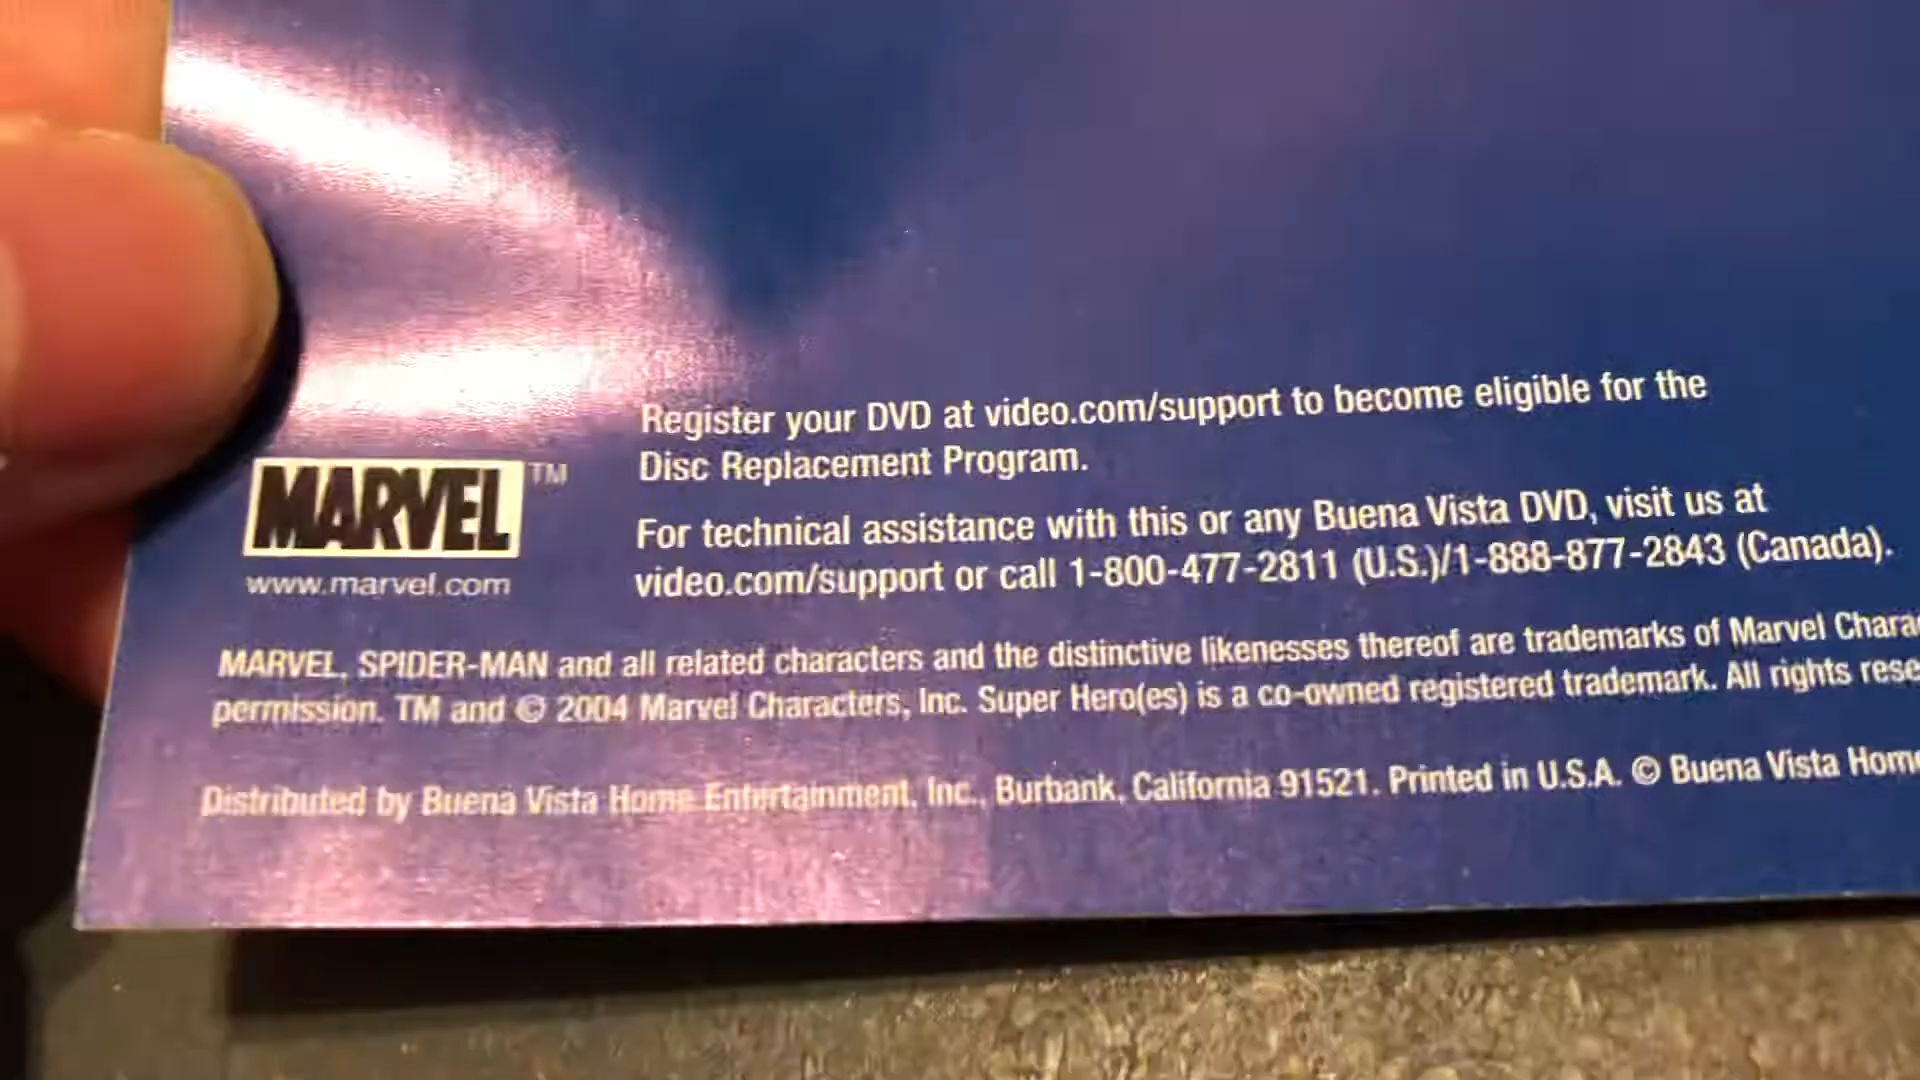 Register your DVD at video.com/support to become eligible for the
Disc Replacement Program.
MARVEL TM
www.marvel.com
For technical assistance with this or any Buena Vista DVD, visit us at
video.com/support or call 1-800-477-2811 (U.S.)/1-888-877-2843 (Canada).
MARVEL, SPIDER-MAN and all related characters and the distinctive likenesses thereof are trademarks of Marvel
permission. TM and © 2004 Marvel Characters, Inc. Super Hero(es) is a co-owned registered trademark. All rights
Distributed by Buena Vista Home Entertainment, Inc., Burbank, California 91521. Printed in U.S.A. © Buena Vista